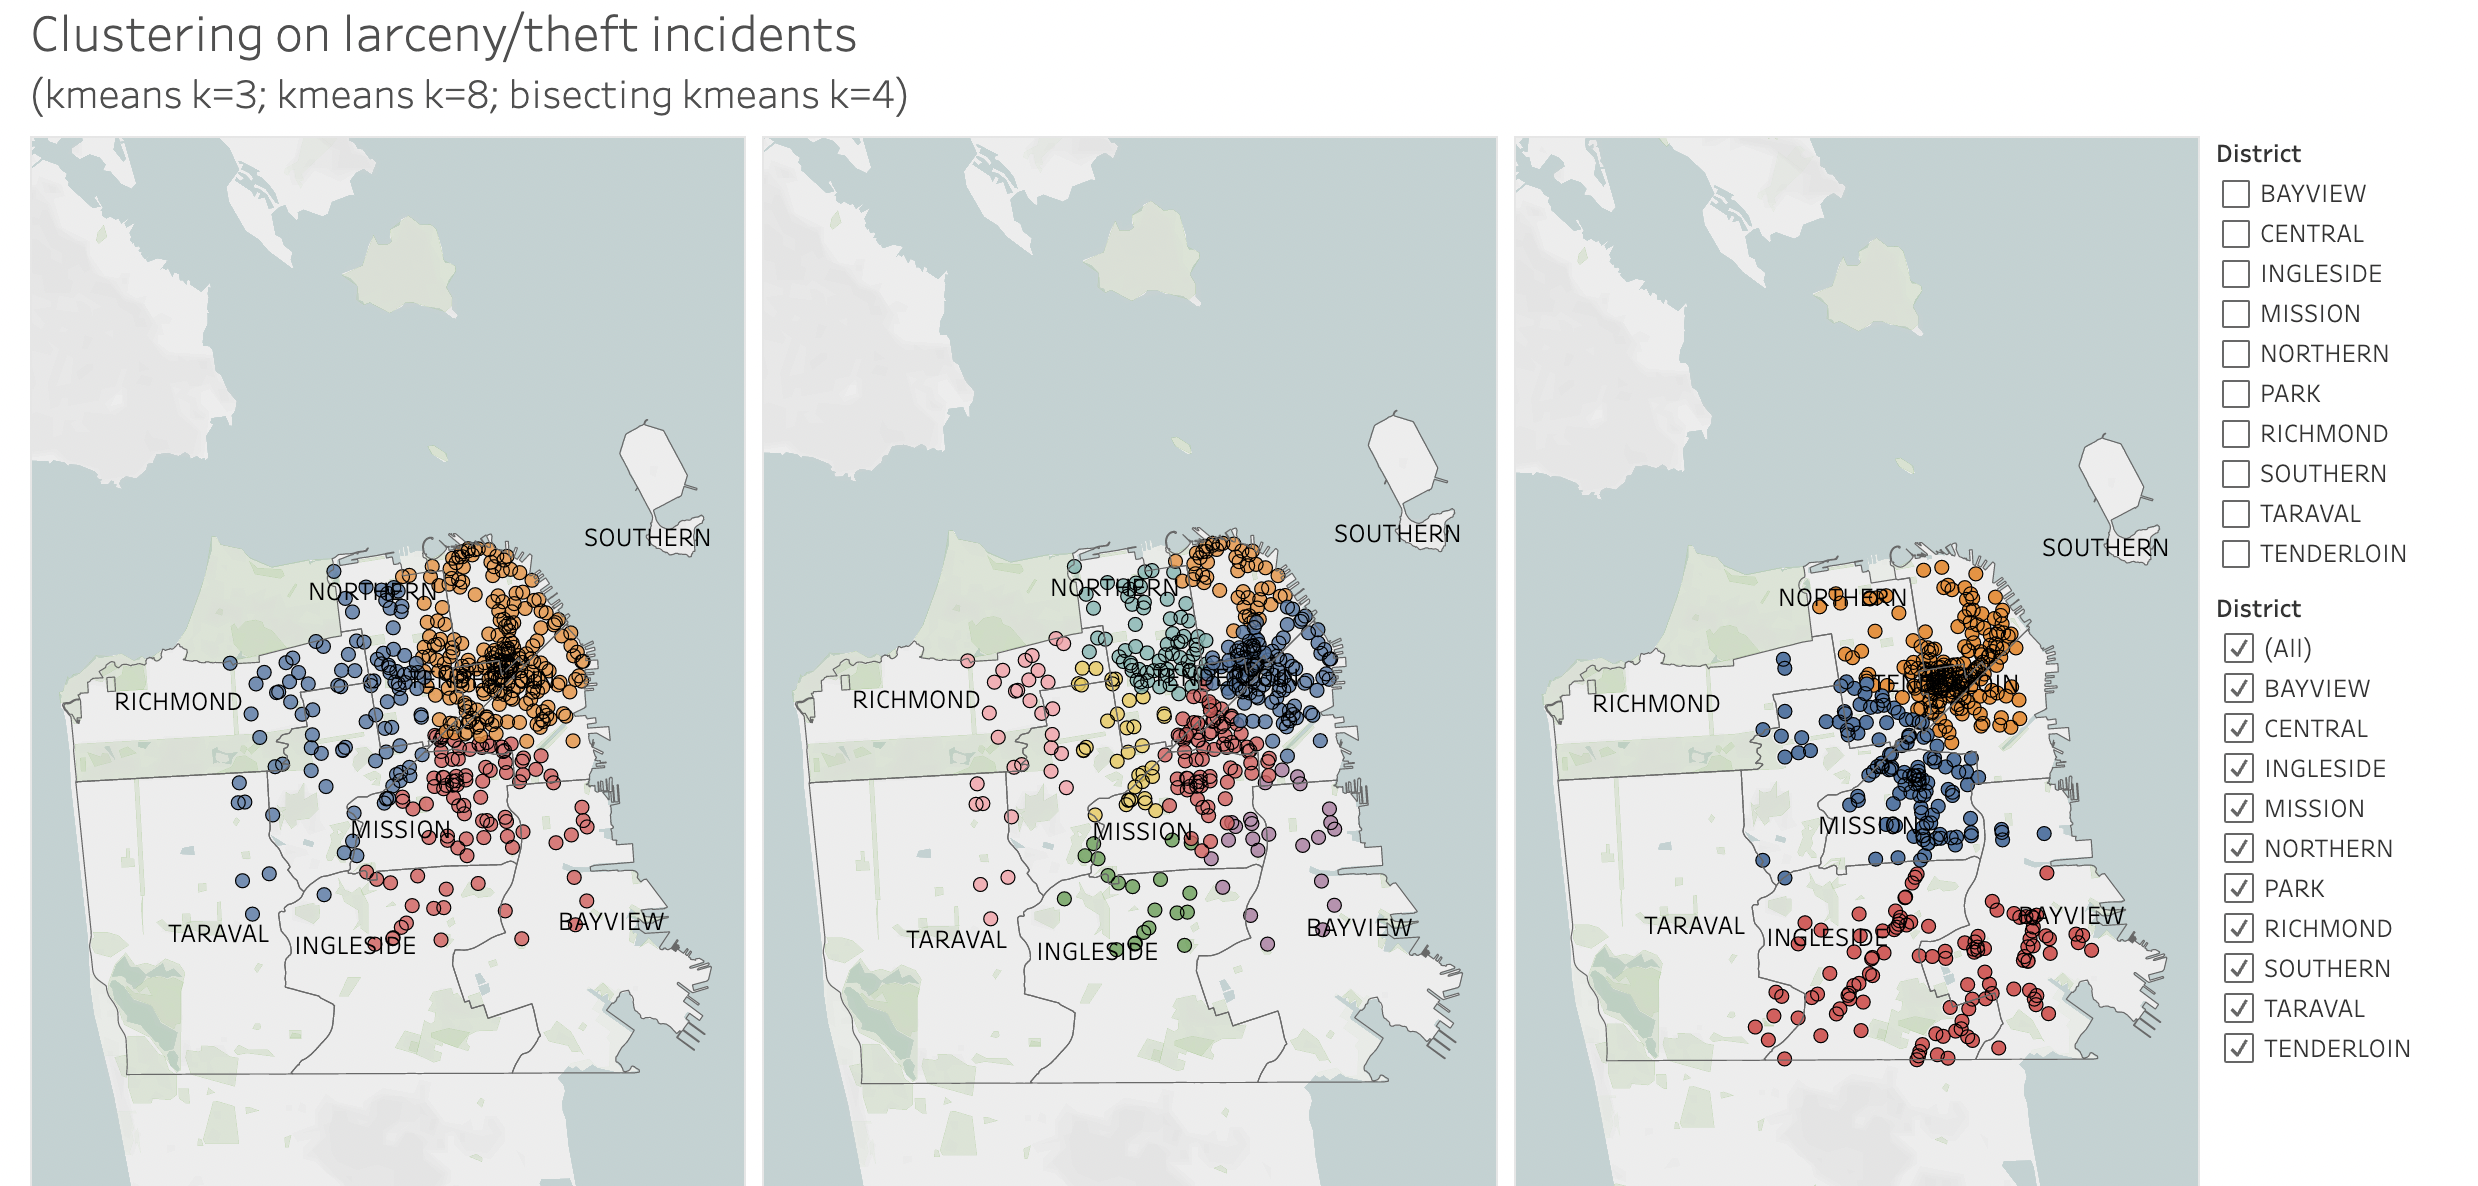 Clustering on larceny/theft incidents
(kmeans k=3; kmeans k=8; bisecting kmeans k=4)
SOUTHERN
NORTHERN
RICHMOND
TENDERLOIN
MISSION
TARAVAL
INGLESIDE
BAYVIEW
SOUTHERN
NORTHERN
RICHMOND
TENDERLOIN
MISSION
TARAVAL
INGLESIDE
BAYVIEW
SOUTHERN
NORTHERN
RICHMOND
TENDERLOIN
MISSION
TARAVAL
INGLESIDE
BAYVIEW
District
BAYVIEW
CENTRAL
INGLESIDE
MISSION
NORTHERN
PARK
RICHMOND
SOUTHERN
TARAVAL
TENDERLOIN
District
(All)
BAYVIEW
CENTRAL
INGLESIDE
MISSION
NORTHERN
PARK
RICHMOND
SOUTHERN
TARAVAL
TENDERLOIN